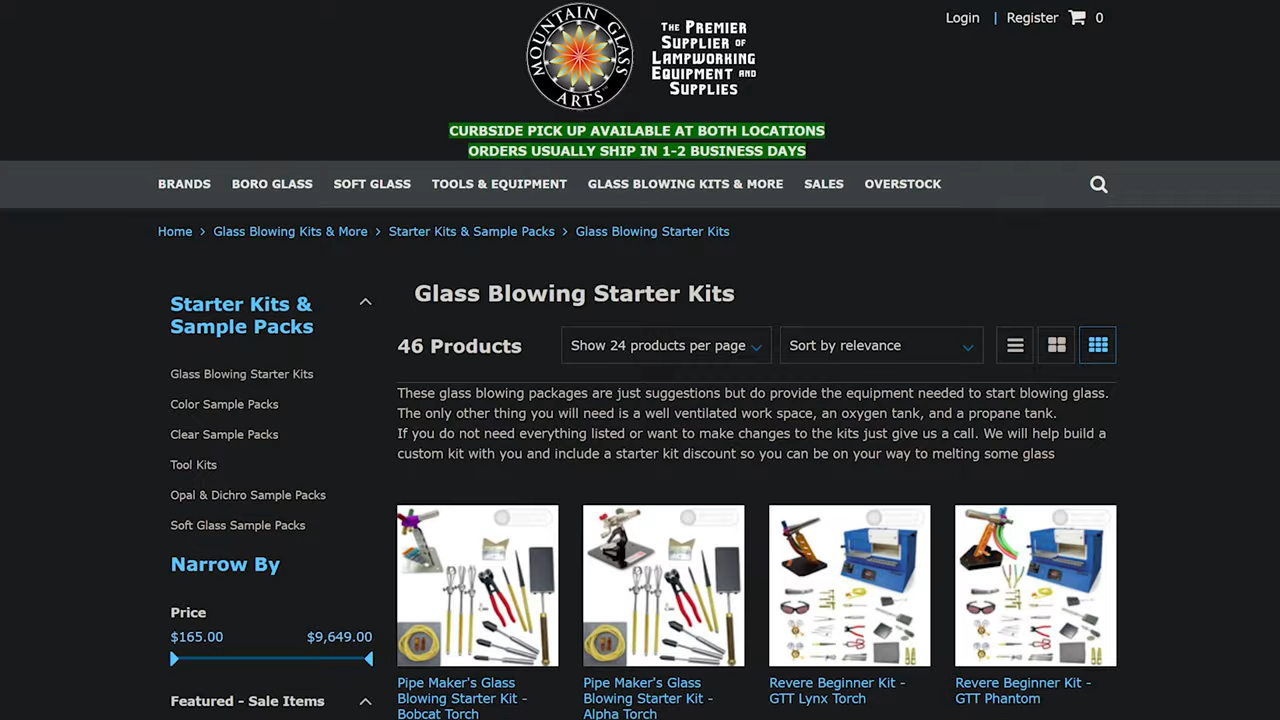 Login | Register 0
MOUNTAIN GLASS ARTS
THE PREMIER
SUPPLIER OF
LAMPWORKING
EQUIPMENT AND
SUPPLIES
CURBSIDE PICK UP AVAILABLE AT BOTH LOCATIONS
ORDERS USUALLY SHIP IN 1-2 BUSINESS DAYS
BRANDS BORO GLASS SOFT GLASS TOOLS & EQUIPMENT GLASS BLOWING KITS & MORE SALES OVERSTOCK
Home > Glass Blowing Kits & More > Starter Kits & Sample Packs > Glass Blowing Starter Kits
Starter Kits &
Sample Packs
Glass Blowing Starter Kits
Color Sample Packs
Clear Sample Packs
Tool Kits
Opal & Dichro Sample Packs
Soft Glass Sample Packs
Narrow By
Price
$165.00 $9,649.00
Featured - Sale Items
Glass Blowing Starter Kits
46 Products Show 24 products per page Sort by relevance
These glass blowing packages are just suggestions but do provide the equipment needed to start blowing glass.
The only other thing you will need is a well ventilated work space, an oxygen tank, and a propane tank.
If you do not need everything listed or want to make changes to the kits just give us a call. We will help build a
custom kit with you and include a starter kit discount so you can be on your way to melting some glass
Pipe Maker's Glass
Blowing Starter Kit -
Bobcat Torch
Pipe Maker's Glass
Blowing Starter Kit -
Alpha Torch
Revere Beginner Kit -
GTT Lynx Torch
Revere Beginner Kit -
GTT Phantom